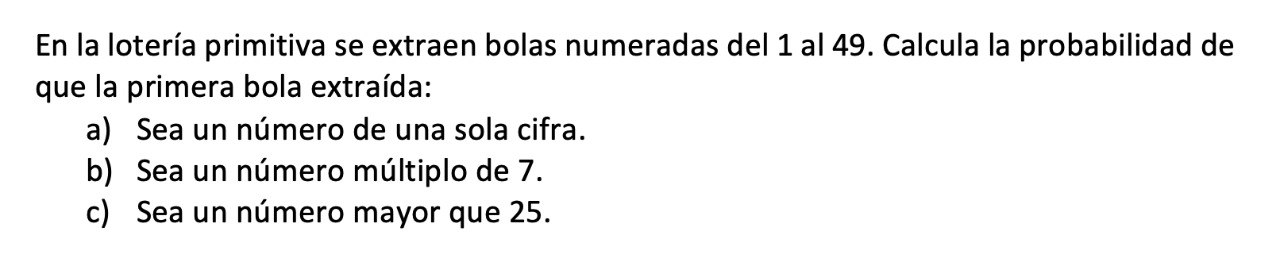 En la lotería primitiva se extraen bolas numeradas del 1 al 49. Calcula la probabilidad de
que la primera bola extraída:
a) Sea un número de una sola cifra.
b) Sea un número múltiplo de 7.
c) Sea un número mayor que 25.